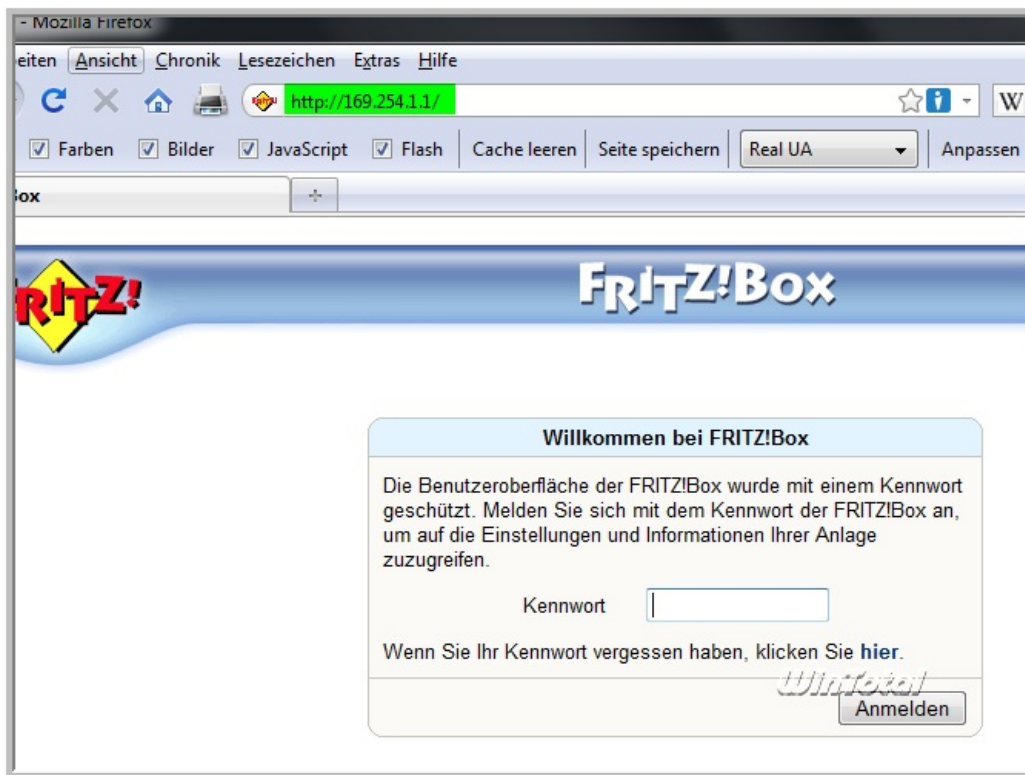 - Mozilla Firefox
eiten Ansicht Chronik Lesezeichen Extras Hilfe
http://169.254.1.1/ W
Farben Bilder JavaScript Flash Cache leeren Seite speichern Real UA Anpassen
Box
FRITZ! FRITZ!Box
Willkommen bei FRITZ!Box
Die Benutzeroberfläche der FRITZ!Box wurde mit einem Kennwort
geschützt. Melden Sie sich mit dem Kennwort der FRITZ!Box an,
um auf die Einstellungen und Informationen Ihrer Anlage
zuzugreifen.
Kennwort
Wenn Sie Ihr Kennwort vergessen haben, klicken Sie hier.
WinTotal
Anmelden